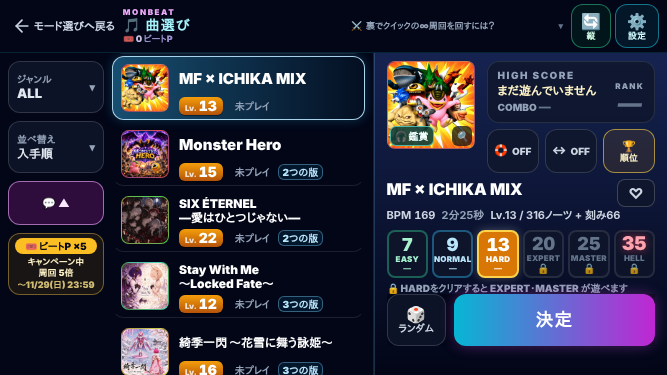 ← モード選びへ戻る
MONBEAT
🎵 曲選び
🎟 0 ビートP
⚔ 裏でクイックの∞周回を回すには?
▼
縦
設定
ジャンル
ALL
▼
並べ替え
入手順
▼
💬 ▲
🎟 ビートP ×5
キャンペーン中
周回 5倍
〜11/29(日) 23:59
MF × ICHIKA MIX
Lv. 13 未プレイ
Monster Hero
Lv. 15 未プレイ 2つの版
SIX ÉTERNEL
―愛はひとつじゃない―
Lv. 22 未プレイ 2つの版
Stay With Me
〜Locked Fate〜
Lv. 12 未プレイ 3つの版
綺季一閃 〜花雪に舞う詠姫〜
Lv. 16 未プレイ 3つの版
🎧 鑑賞
HIGH SCORE
まだ遊んでいません
COMBO —
RANK
—
OFF
↔ OFF
🏆
順位
MF × ICHIKA MIX
♡
BPM 169 2分25秒 Lv.13 / 316ノーツ + 刻み66
7
EASY
—
9
NORMAL
—
13
HARD
—
20
EXPERT
🔒
25
MASTER
🔒
35
HELL
🔒
🔒 HARDをクリアすると EXPERT・MASTER が遊べます
ランダム
決定